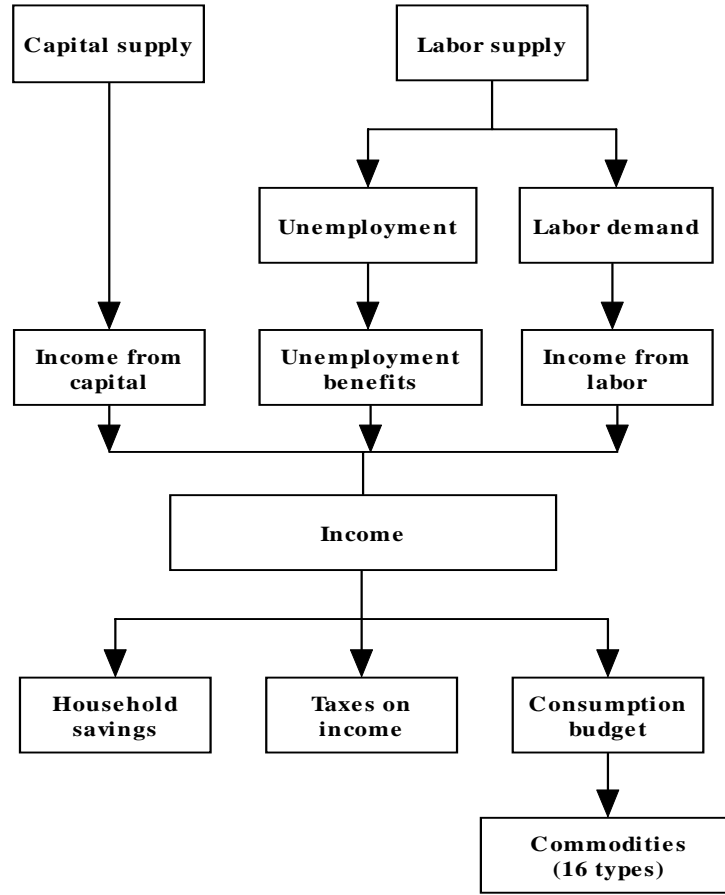 Capital supply
Labor supply
Unemployment
Labor demand
Income from
capital
Unemployment
benefits
Income from
labor
Income
Household
savings
Taxes on
income
Consumption
budget
Commodities
(16 types)